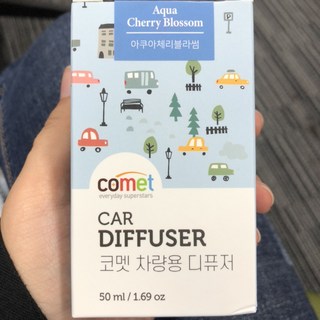 Aqua
Cherry Blossom
아쿠아체리블라썸
comet
everyday superstars
CAR
DIFFUSER
코멧 차량용 디퓨저
50 ml / 1.69 oz